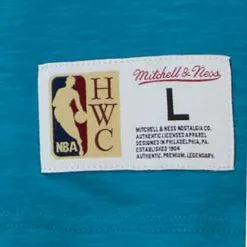 Mitchell & Ness
H
W
C
NBA
L
MITCHELL & NESS NOSTALGIA CO.
AUTHENTIC LICENSED APPAREL
DESIGNED IN PHILADELPHIA, PA.
ESTABLISHED 1904
AUTHENTIC. PREMIUM. LEGENDARY.